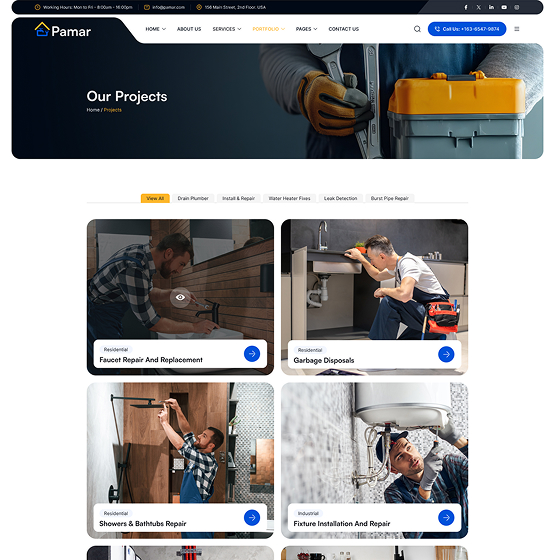 Working Hours: Mon to Fri - 8:00am - 16:00pm
info@pamar.com
156 Main Street, 2nd Floor. USA
Pamar
HOME
ABOUT US
SERVICES
PORTFOLIO
PAGES
CONTACT US
Call Us: +163-6547-9874
Our Projects
Home / Projects
View All
Drain Plumber
Install & Repair
Water Heater Fixes
Leak Detection
Burst Pipe Repair
Residential
Faucet Repair And Replacement
Residential
Garbage Disposals
Residential
Showers & Bathtubs Repair
Industrial
Fixture Installation And Repair